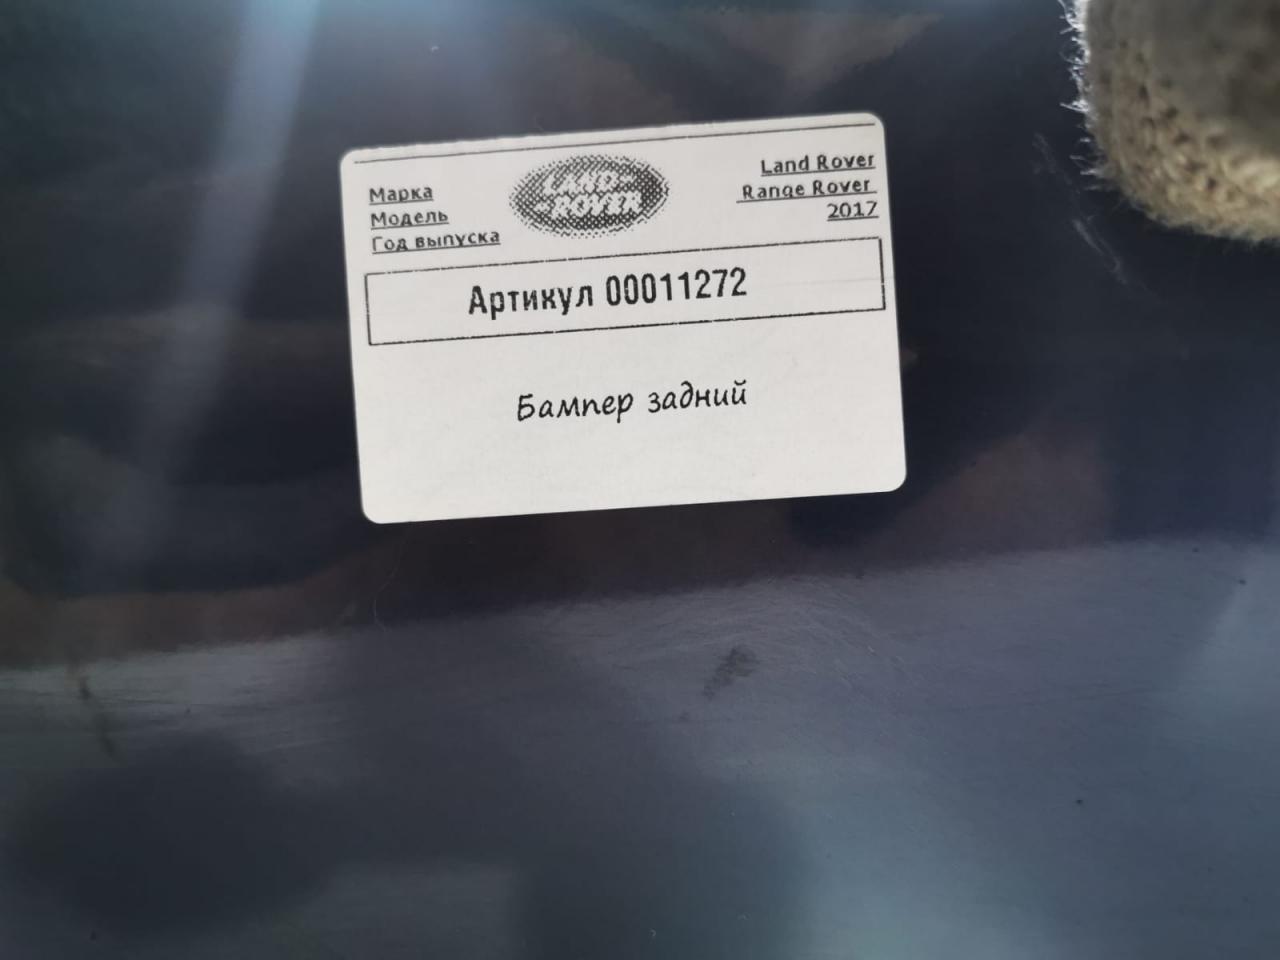 Марка
Модель
Год выпуска
LAND
ROVER
Land Rover
Range Rover
2017
Артикул 00011272
Бампер задний